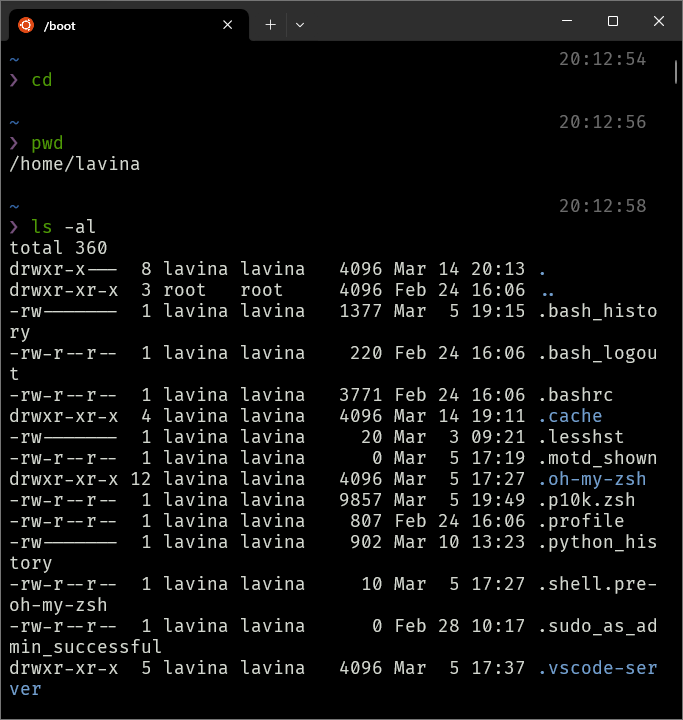 /boot
~ 20:12:54
❯ cd
~ 20:12:56
❯ pwd
/home/lavina
~ 20:12:58
❯ ls -al
total 360
drwxr-x---  8 lavina lavina   4096 Mar 14 20:13 .
drwxr-xr-x  3 root   root     4096 Feb 24 16:06 ..
-rw-------  1 lavina lavina   1377 Mar  5 19:15 .bash_histo
ry
-rw-r--r--  1 lavina lavina    220 Feb 24 16:06 .bash_logou
t
-rw-r--r--  1 lavina lavina   3771 Feb 24 16:06 .bashrc
drwxr-xr-x  4 lavina lavina   4096 Mar 14 19:11 .cache
-rw-------  1 lavina lavina     20 Mar  3 09:21 .lesshst
-rw-r--r--  1 lavina lavina      0 Mar  5 17:19 .motd_shown
drwxr-xr-x 12 lavina lavina   4096 Mar  5 17:27 .oh-my-zsh
-rw-r--r--  1 lavina lavina   9857 Mar  5 19:49 .p10k.zsh
-rw-r--r--  1 lavina lavina    807 Feb 24 16:06 .profile
-rw-------  1 lavina lavina    902 Mar 10 13:23 .python_his
tory
-rw-r--r--  1 lavina lavina     10 Mar  5 17:27 .shell.pre-
oh-my-zsh
-rw-r--r--  1 lavina lavina      0 Feb 28 10:17 .sudo_as_ad
min_successful
drwxr-xr-x  5 lavina lavina   4096 Mar  5 17:37 .vscode-ser
ver